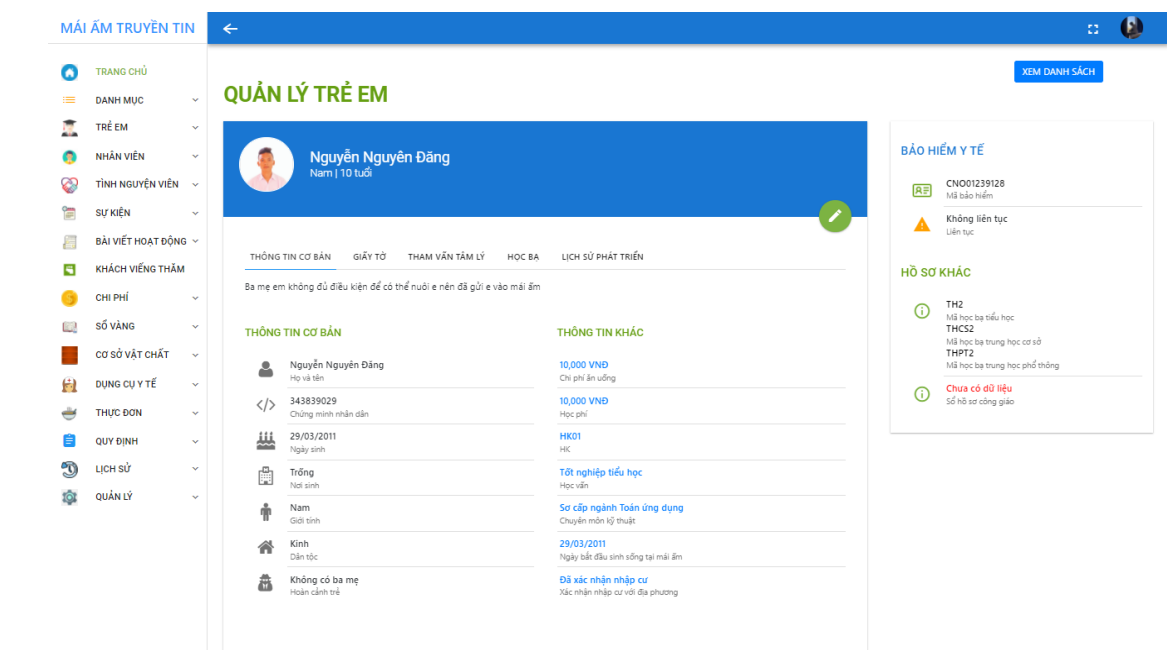 MÁI ẤM TRUYỀN TIN
TRANG CHỦ
DANH MỤC
TRẺ EM
NHÂN VIÊN
TÌNH NGUYỆN VIÊN
SỰ KIỆN
BÀI VIẾT HOẠT ĐỘNG
KHÁCH VIẾNG THĂM
CHI PHÍ
SỔ VÀNG
CƠ SỞ VẬT CHẤT
DỤNG CỤ Y TẾ
THỰC ĐƠN
QUY ĐỊNH
LỊCH SỬ
QUẢN LÝ
XEM DANH SÁCH
QUẢN LÝ TRẺ EM
Nguyễn Nguyên Đăng
Nam | 10 tuổi
THÔNG TIN CƠ BẢN GIẤY TỜ THAM VẤN TÂM LÝ HỌC BẠ LỊCH SỬ PHÁT TRIỂN
Ba mẹ em không đủ điều kiện để có thể nuôi e nên đã gửi e vào mái ấm
THÔNG TIN CƠ BẢN
Nguyễn Nguyên Đăng
Họ và tên
343839029
Chứng minh nhân dân
29/03/2011
Ngày sinh
Trống
Nơi sinh
Nam
Giới tính
Kinh
Dân tộc
Không có ba mẹ
Hoàn cảnh trẻ
THÔNG TIN KHÁC
10,000 VNĐ
Chi phí ăn uống
10,000 VNĐ
Học phí
HK01
HK
Tốt nghiệp tiểu học
Học vấn
Sơ cấp ngành Toán ứng dụng
Chuyên môn kỹ thuật
29/03/2011
Ngày bắt đầu sinh sống tại mái ấm
Đã xác nhận nhập cư
Xác nhận nhập cư với địa phương
BẢO HIỂM Y TẾ
CNO01239128
Mã bảo hiểm
Không liên tục
Liên tục
HỒ SƠ KHÁC
TH2
Mã học bạ tiểu học
THCS2
Mã học bạ trung học cơ sở
THPT2
Mã học bạ trung học phổ thông
Chưa có dữ liệu
Sổ hồ sơ công giáo